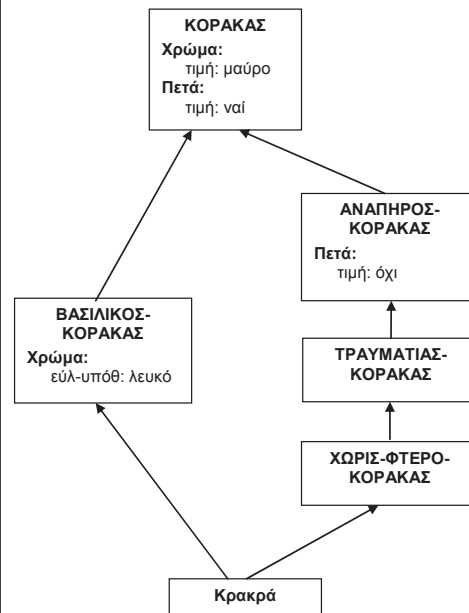 ΚΟΡΑΚΑΣ
Χρώμα:
τιμή: μαύρο
Πετά:
τιμή: ναί
ΑΝΑΠΗΡΟΣ-
ΚΟΡΑΚΑΣ
Πετά:
τιμή: όχι
ΒΑΣΙΛΙΚΟΣ-
ΚΟΡΑΚΑΣ
Χρώμα:
εύλ-υπόθ: λευκό
ΤΡΑΥΜΑΤΙΑΣ-
ΚΟΡΑΚΑΣ
ΧΩΡΙΣ-ΦΤΕΡΟ-
ΚΟΡΑΚΑΣ
Κρακρά